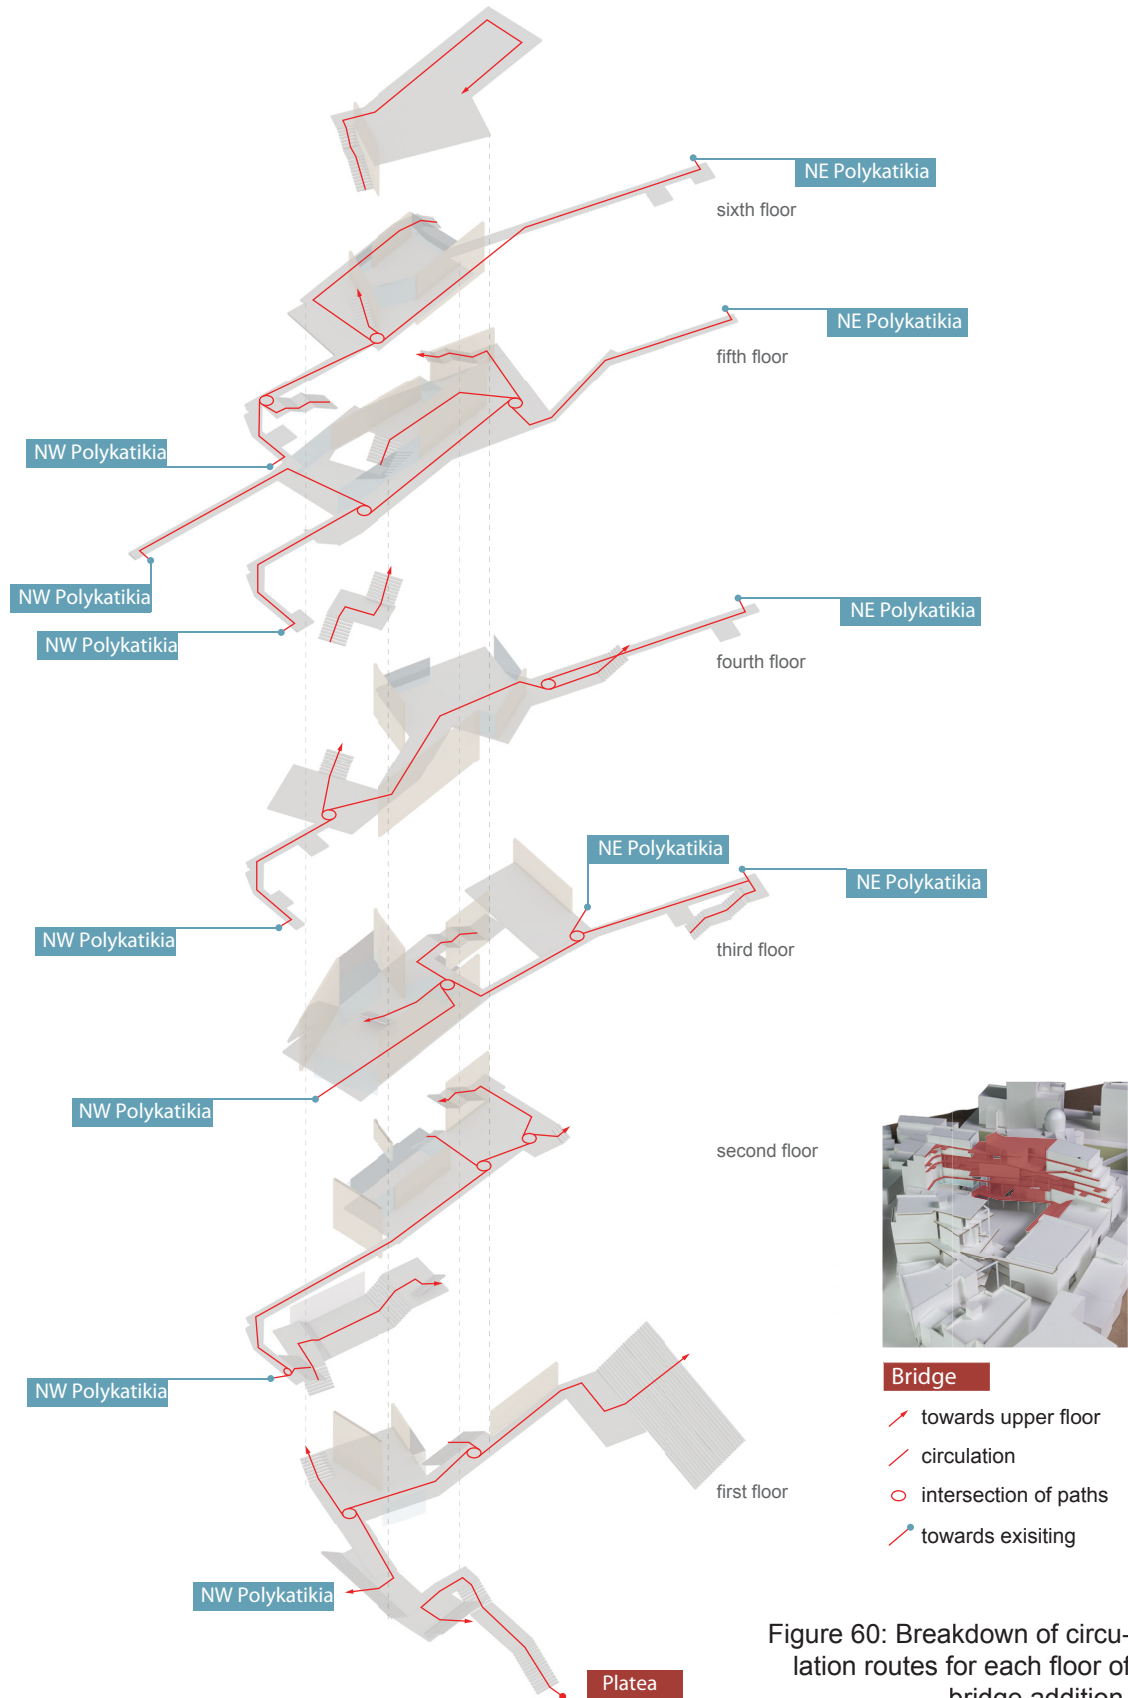 NE Polykatikia
sixth floor
NE Polykatikia
fifth floor
NW Polykatikia
NW Polykatikia
NE Polykatikia
NW Polykatikia
fourth floor
NE Polykatikia
NE Polykatikia
NW Polykatikia
third floor
NW Polykatikia
second floor
NW Polykatikia
Bridge
towards upper floor
circulation
first floor
intersection of paths
towards exisiting
NW Polykatikia
Figure 60: Breakdown of circu-
lation routes for each floor of
bridge addition
Platea